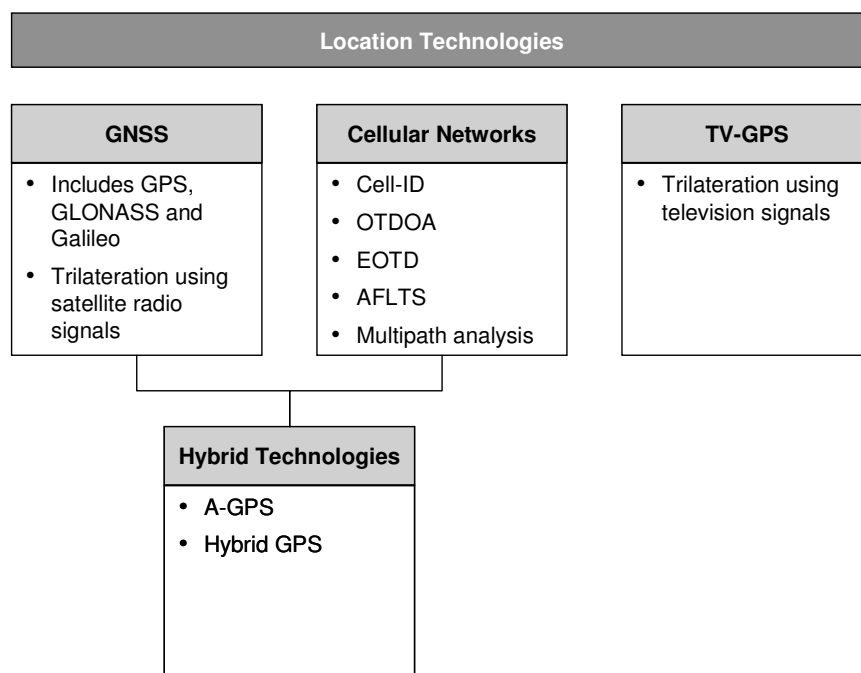 Location Technologies
GNSS
• Includes GPS,
GLONASS and
Galileo
• Trilateration using
satellite radio
signals
Cellular Networks
• Cell-ID
• OTDOA
• EOTD
• AFLTS
• Multipath analysis
TV-GPS
• Trilateration using
television signals
Hybrid Technologies
• A-GPS
• Hybrid GPS